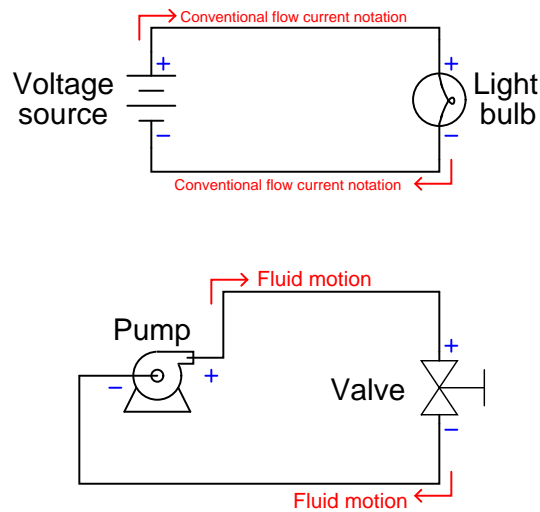 Conventional flow current notation
+
+
Voltage
source
Light
bulb
−
−
Conventional flow current notation
Fluid motion
Pump
+
−
+
Valve
−
Fluid motion